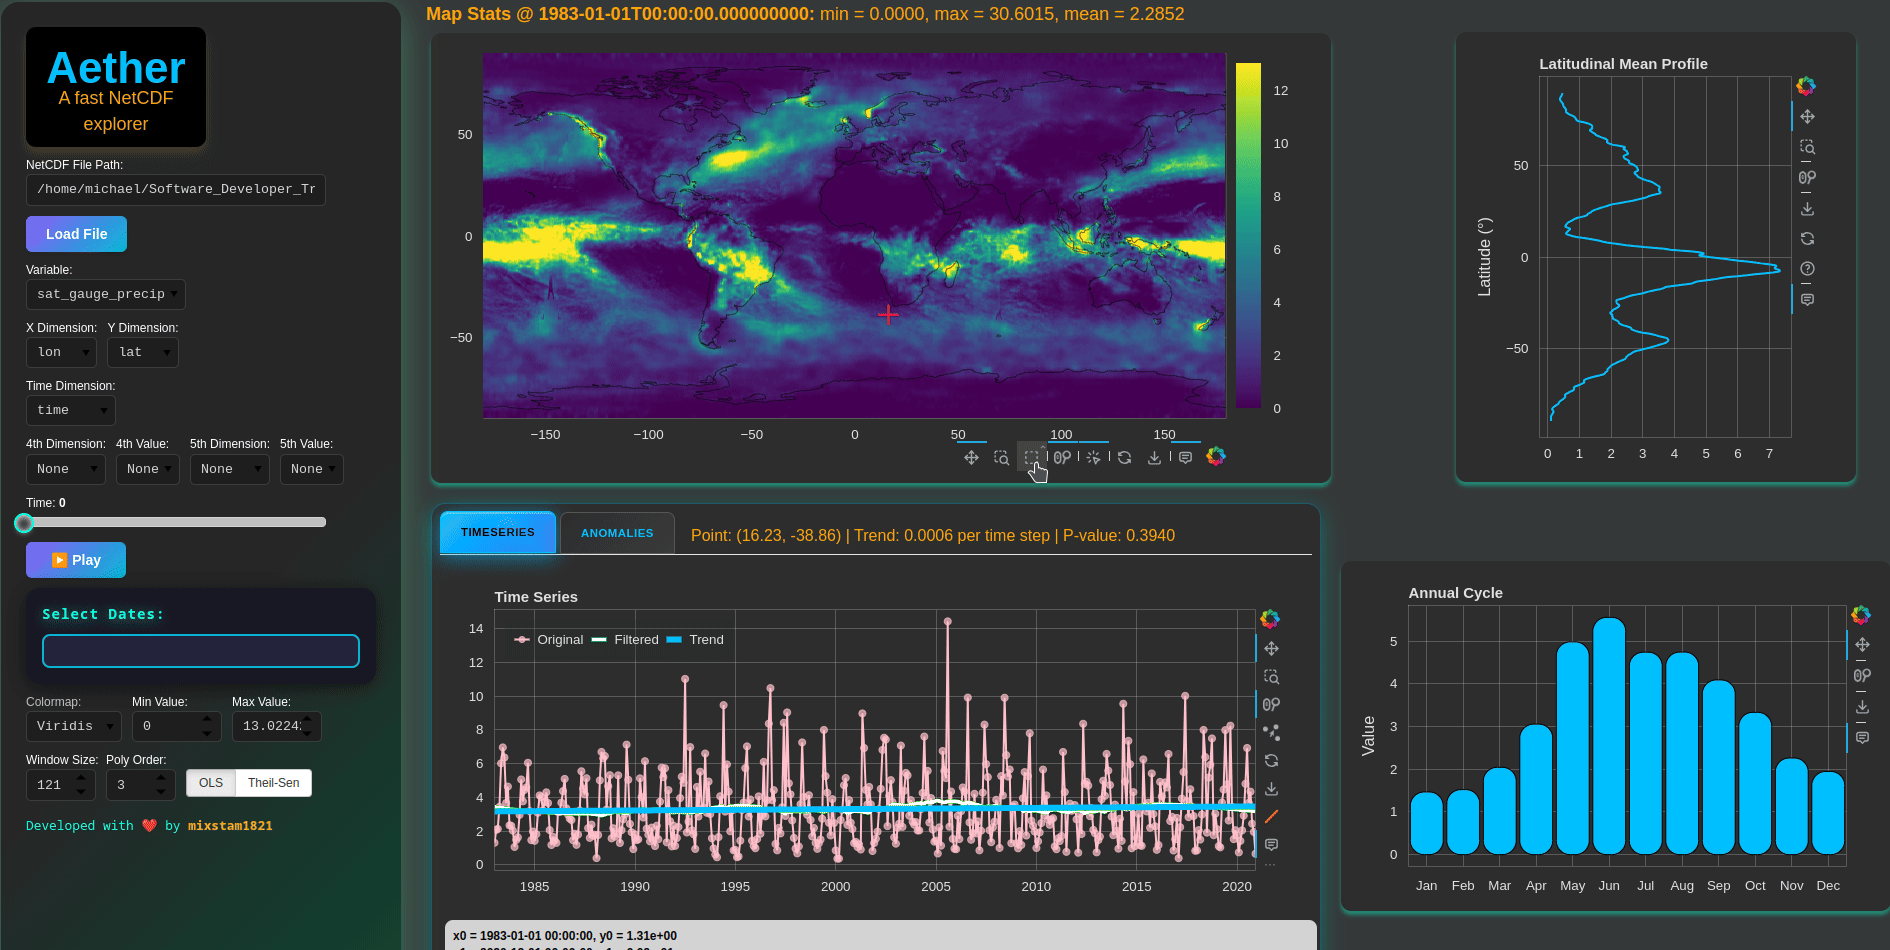 Aether
A fast NetCDF
explorer
NetCDF File Path:
/home/michael/Software_Developer_Tr
Load File
Variable:
sat_gauge_precip
X Dimension: Y Dimension:
lon lat
Time Dimension:
time
4th Dimension: 4th Value: 5th Dimension: 5th Value:
None None None None
Time: 0
Play
Select Dates:
Colormap: Min Value: Max Value:
Viridis 0 13.0224
Window Size: Poly Order:
121 3 OLS Theil-Sen
Developed with ❤️ by mixstam1821
Map Stats @ 1983-01-01T00:00:00.000000000: min = 0.0000, max = 30.6015, mean = 2.2852
50
0
−50
−150 −100 −50 0 50 100 150
12
10
8
6
4
2
0
Latitudinal Mean Profile
Latitude (°)
50
0
−50
0 1 2 3 4 5 6 7
TIMESERIES ANOMALIES Point: (16.23, -38.86) | Trend: 0.0006 per time step | P-value: 0.3940
Time Series
Original Filtered Trend
14
12
10
8
6
4
2
0
1985 1990 1995 2000 2005 2010 2015 2020
x0 = 1983-01-01 00:00:00, y0 = 1.31e+00
Annual Cycle
Value
5
4
3
2
1
0
Jan Feb Mar Apr May Jun Jul Aug Sep Oct Nov Dec